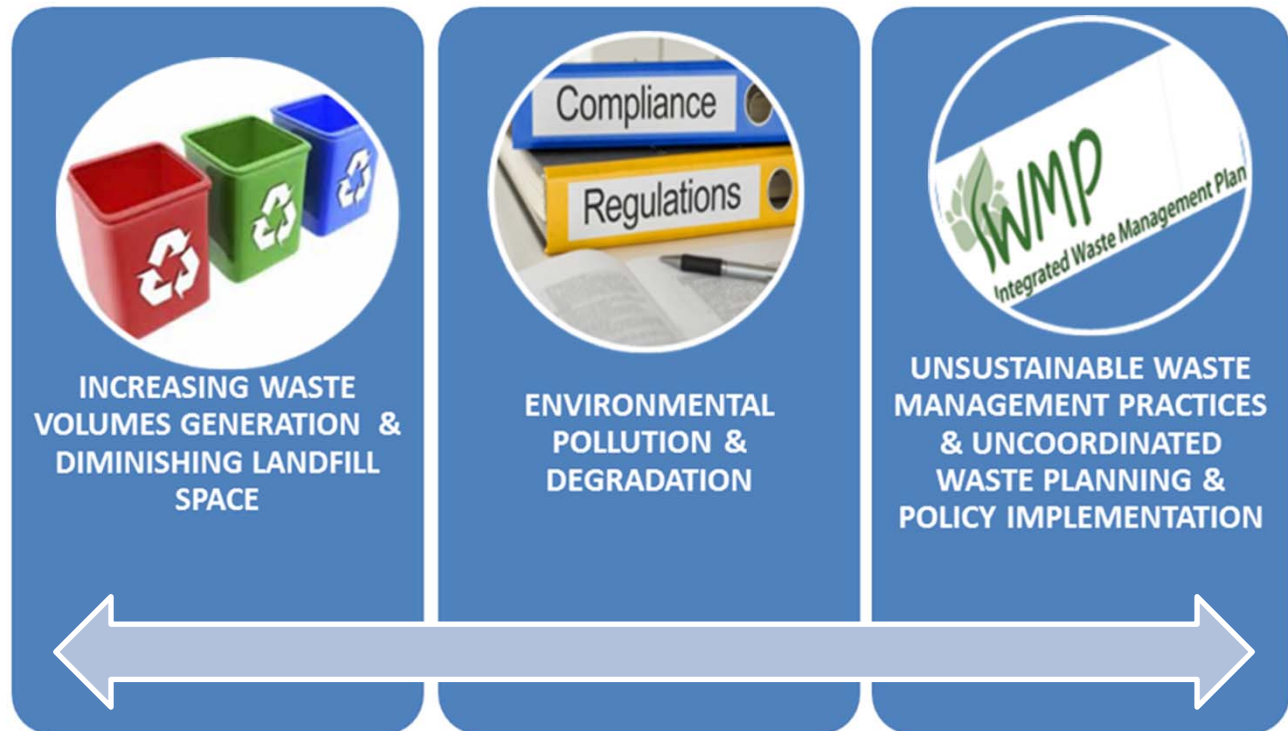 INCREASING WASTE
VOLUMES GENERATION &
DIMINISHING LANDFILL
SPACE
Compliance
Regulations
ENVIRONMENTAL
POLLUTION &
DEGRADATION
IWMP
Integrated Waste Management Plan
UNSUSTAINABLE WASTE
MANAGEMENT PRACTICES
& UNCOORDINATED
WASTE PLANNING &
POLICY IMPLEMENTATION